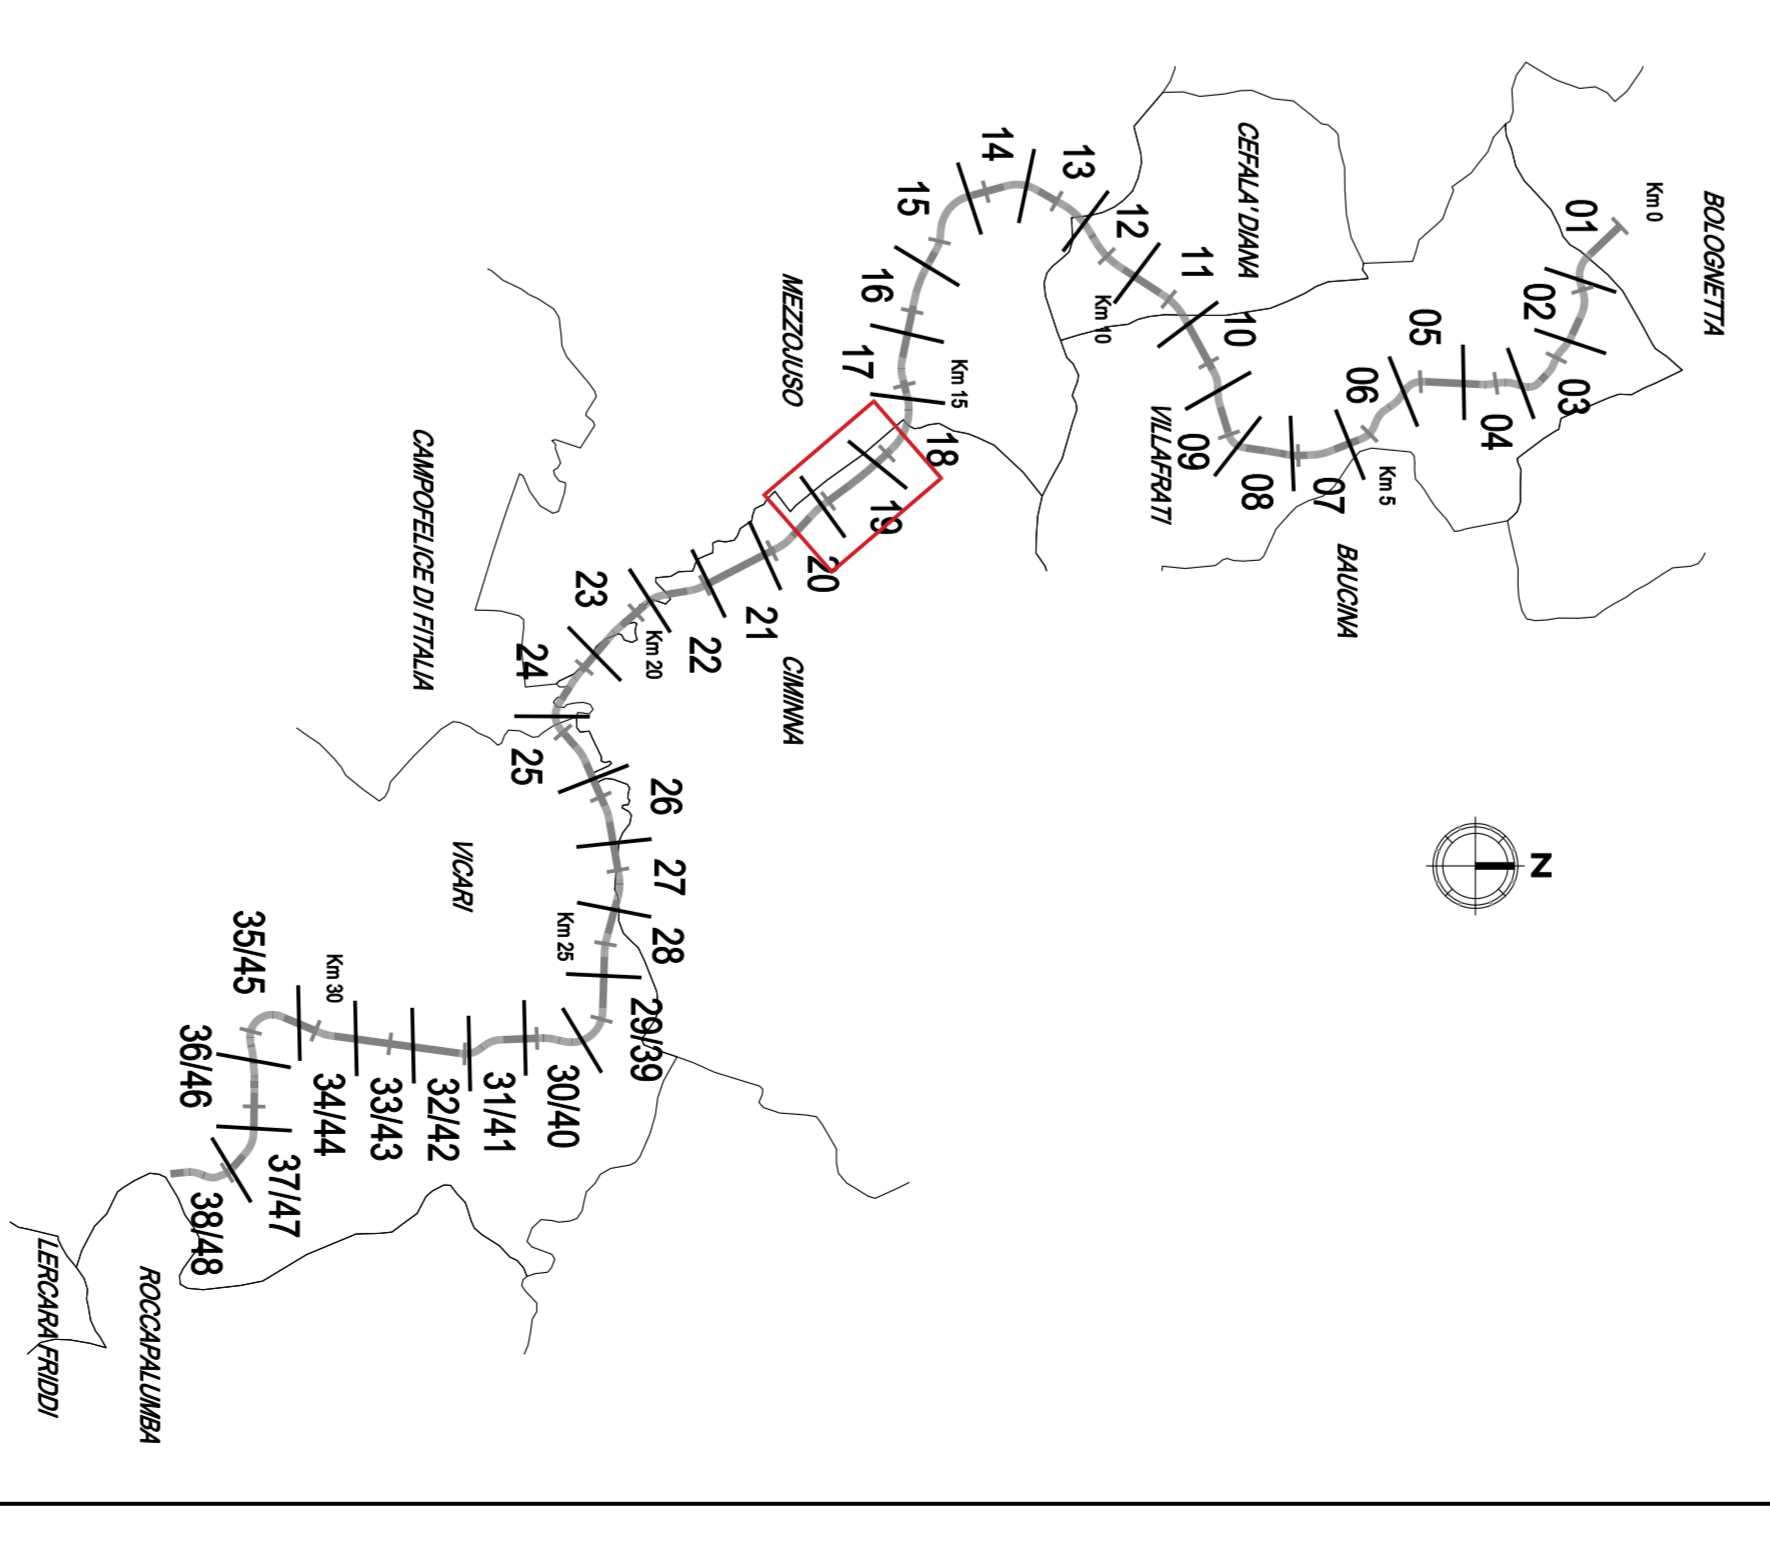 BOLOGNETTA
Km 0
01
02
03
04
05
06
Km 5
07
08
BAUCINA
09
VILLAFRATI
10
11
CEFALA' DIANA
Km 10
12
13
14
15
16
MEZZOJUSO
17
Km 15
18
19
20
21
CIMINNA
22
Km 20
23
CAMPOFELICE DI FITALIA
24
25
26
27
VICARI
28
Km 25
29/39
30/40
31/41
32/42
33/43
34/44
Km 30
35/45
36/46
37/47
38/48
ROCCAPALUMBA
LERCARA FRIDDI
N